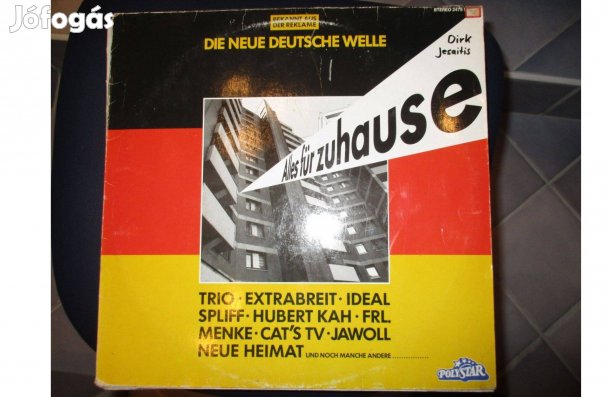 Jófogás
BEKANNT AUS
DER REKLAME
STEREO 2475
DIE NEUE DEUTSCHE WELLE
Dirk
Jesaitis
Alles für zuhause
TRIO · EXTRABREIT · IDEAL
SPLIFF · HUBERT KAH · FRL.
MENKE · CAT'S TV · JAWOLL
NEUE HEIMAT UND NOCH MANCHE ANDERE ................
POLYSTAR